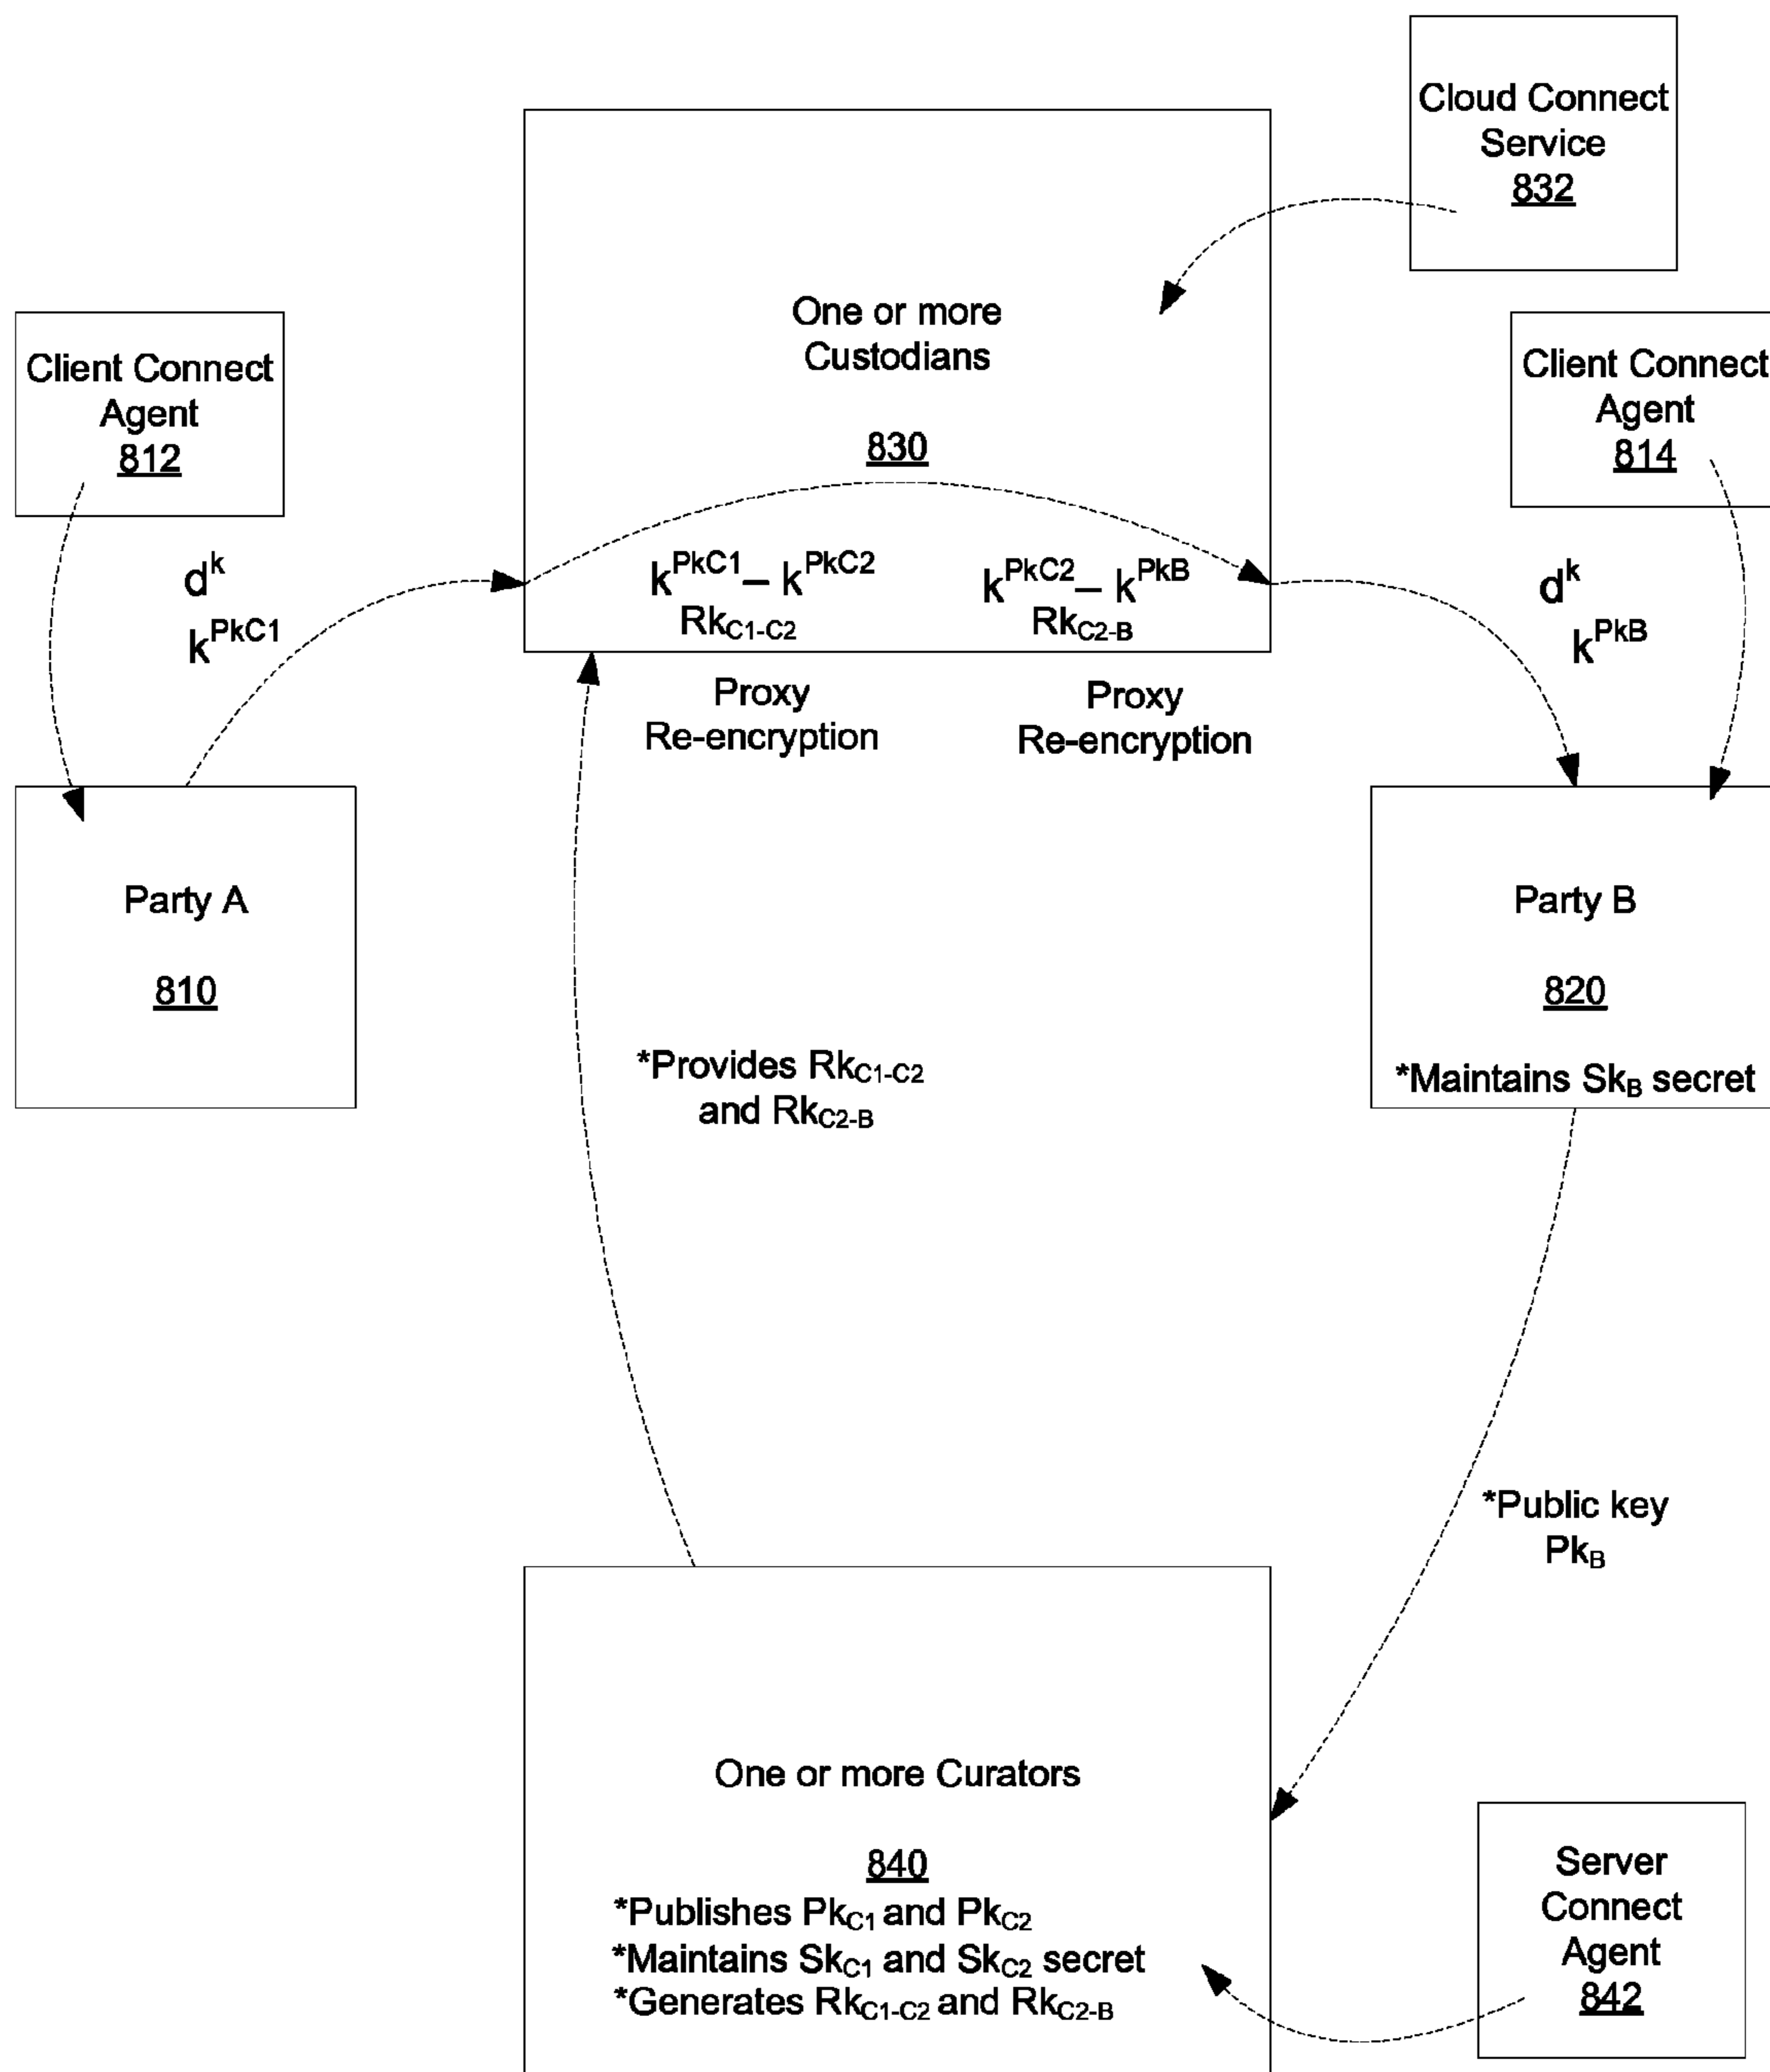 Cloud Connect
Service
832
One or more
Custodians
830
Client Connect
Agent
812
Client Connect
Agent
814
d^k
k^PkC1
k^PkC1 – k^PkC2
Rk_C1-C2
k^PkC2 – k^PkB
Rk_C2-B
d^k
k^PkB
Proxy
Re-encryption
Proxy
Re-encryption
Party A
810
Party B
820
*Maintains Sk_B secret
*Provides Rk_C1-C2
and Rk_C2-B
*Public key
Pk_B
One or more Curators
840
*Publishes Pk_C1 and Pk_C2
*Maintains Sk_C1 and Sk_C2 secret
*Generates Rk_C1-C2 and Rk_C2-B
Server
Connect
Agent
842